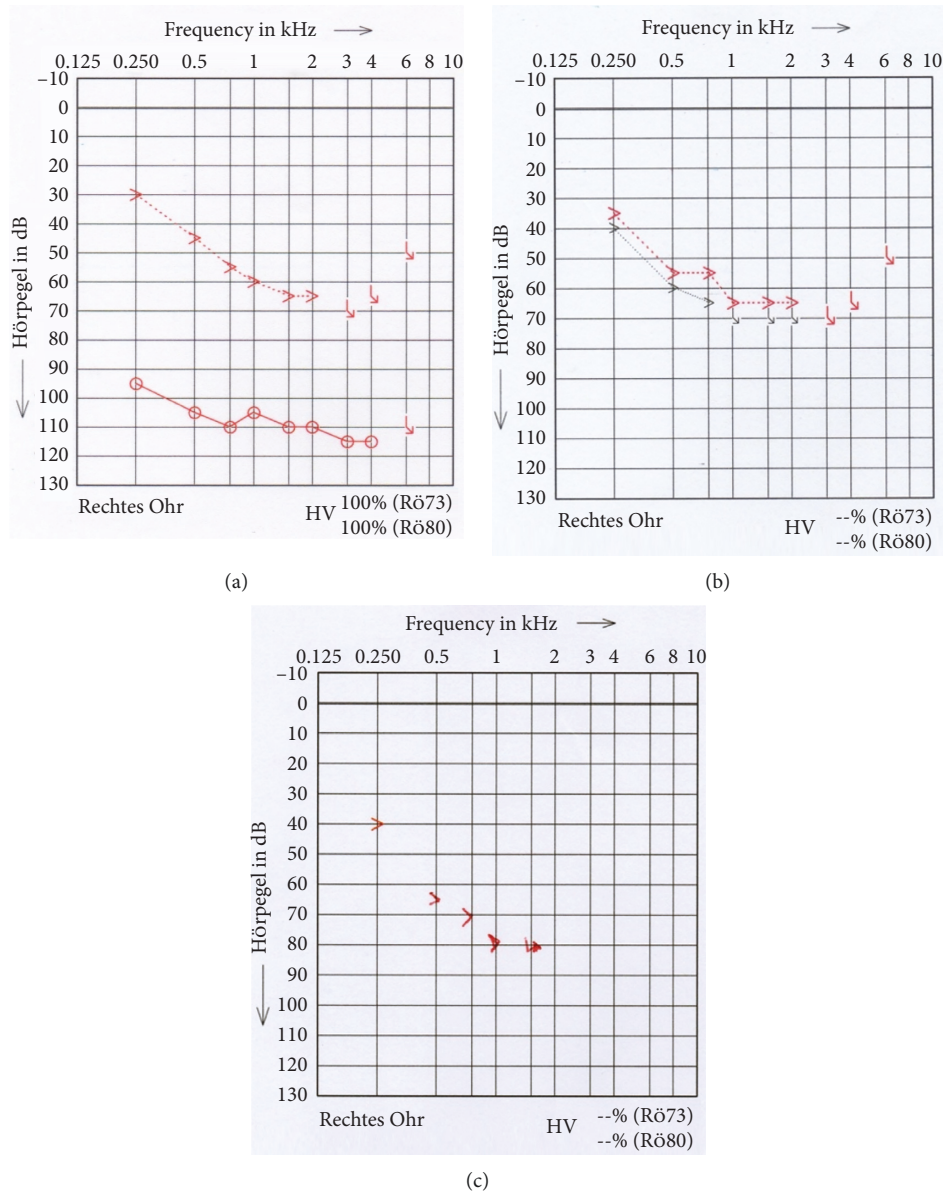 Frequency in kHz
0.125 0.250 0.5 1 2 3 4 6 8 10
–10
0
10
20
30
40
50
60
70
80
90
100
110
120
130
Hörpegel in dB
Rechtes Ohr
HV 100% (Rö73)
100% (Rö80)
(a)
Frequency in kHz
0.125 0.250 0.5 1 2 3 4 6 8 10
–10
0
10
20
30
40
50
60
70
80
90
100
110
120
130
Hörpegel in dB
Rechtes Ohr
HV --% (Rö73)
--% (Rö80)
(b)
Frequency in kHz
0.125 0.250 0.5 1 2 3 4 6 8 10
–10
0
10
20
30
40
50
60
70
80
90
100
110
120
130
Hörpegel in dB
Rechtes Ohr
HV --% (Rö73)
--% (Rö80)
(c)